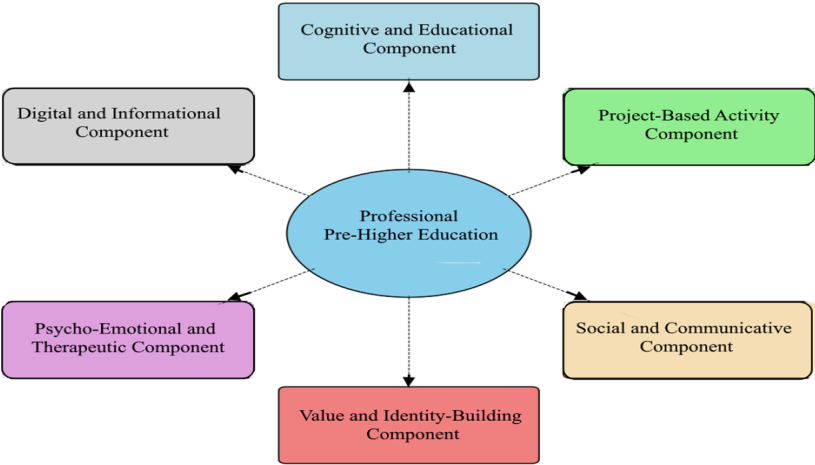 Cognitive and Educational
Component
Digital and Informational
Component
Project-Based Activity
Component
Professional
Pre-Higher Education
Psycho-Emotional and
Therapeutic Component
Social and Communicative
Component
Value and Identity-Building
Component